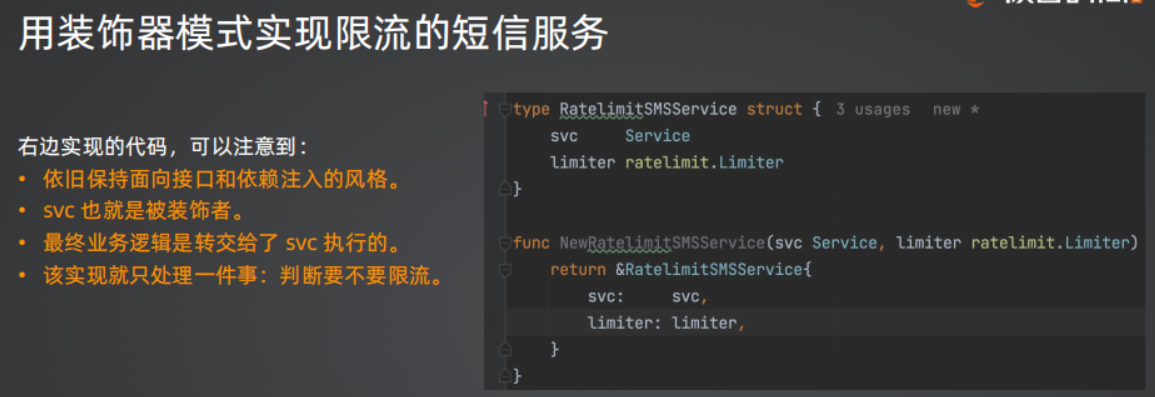 用装饰器模式实现限流的短信服务
右边实现的代码，可以注意到：
• 依旧保持面向接口和依赖注入的风格。
• svc 也就是被装饰者。
• 最终业务逻辑是转交给了 svc 执行的。
• 该实现就只处理一件事：判断要不要限流。
type RatelimitSMSService struct { 3 usages new *
svc Service
limiter ratelimit.Limiter
}
func NewRatelimitSMSService(svc Service, limiter ratelimit.Limiter)
return &RatelimitSMSService{
svc: svc,
limiter: limiter,
}
}